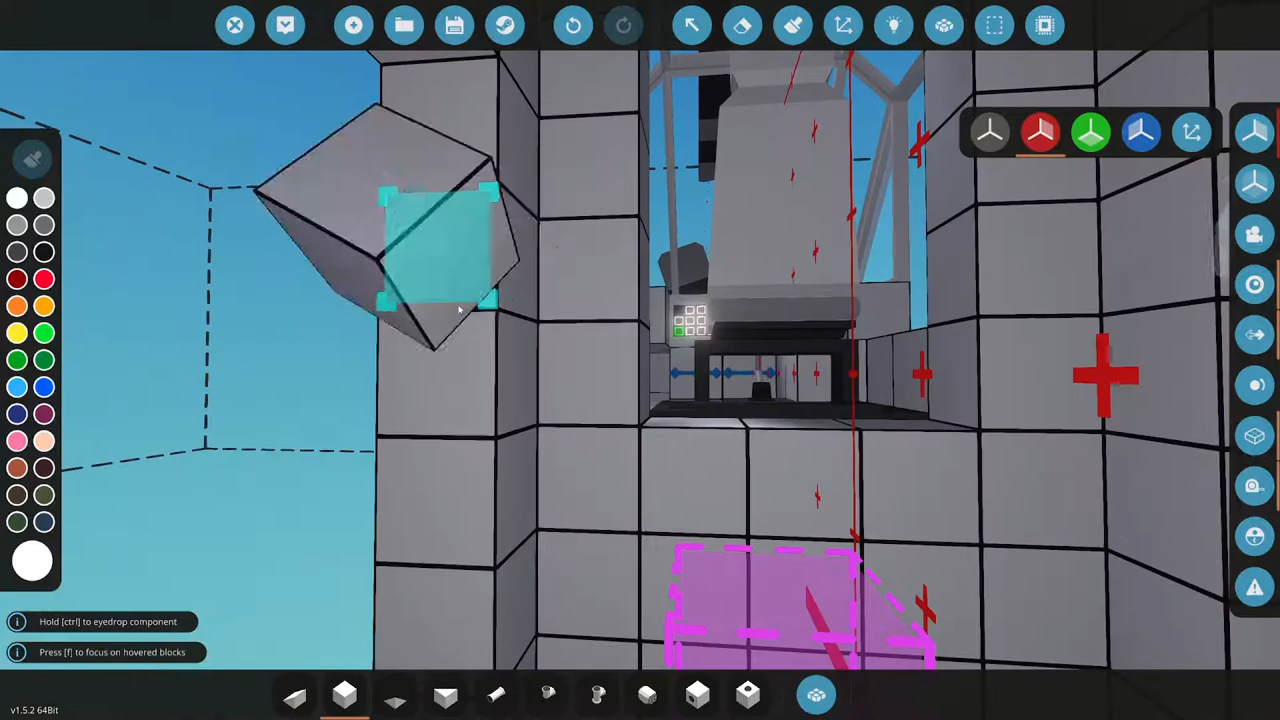 Hold [ctrl] to eyedrop component
Press [f] to focus on hovered blocks
v1.5.2 64Bit